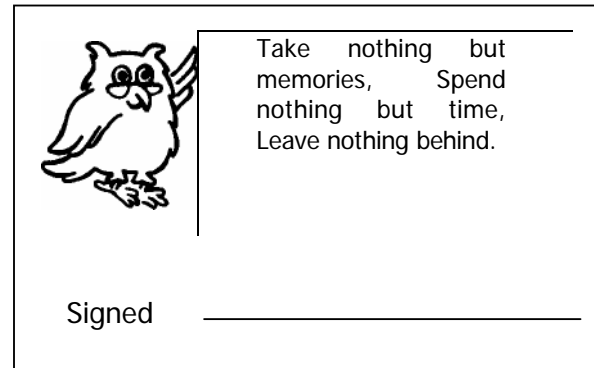 Take nothing but
memories, Spend
nothing but time,
Leave nothing behind.
Signed